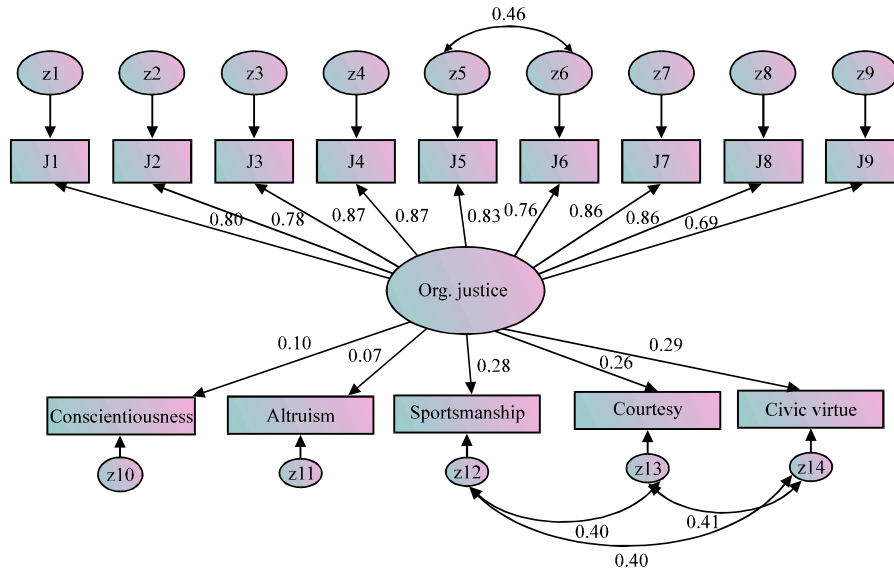 0.46
z1 z2 z3 z4 z5 z6 z7 z8 z9
J1 J2 J3 J4 J5 J6 J7 J8 J9
0.80 0.78 0.87 0.87 0.83 0.76 0.86 0.86 0.69
Org. justice
0.10 0.07 0.28 0.26 0.29
Conscientiousness Altruism Sportsmanship Courtesy Civic virtue
z10 z11 z12 z13 z14
0.40 0.41
0.40